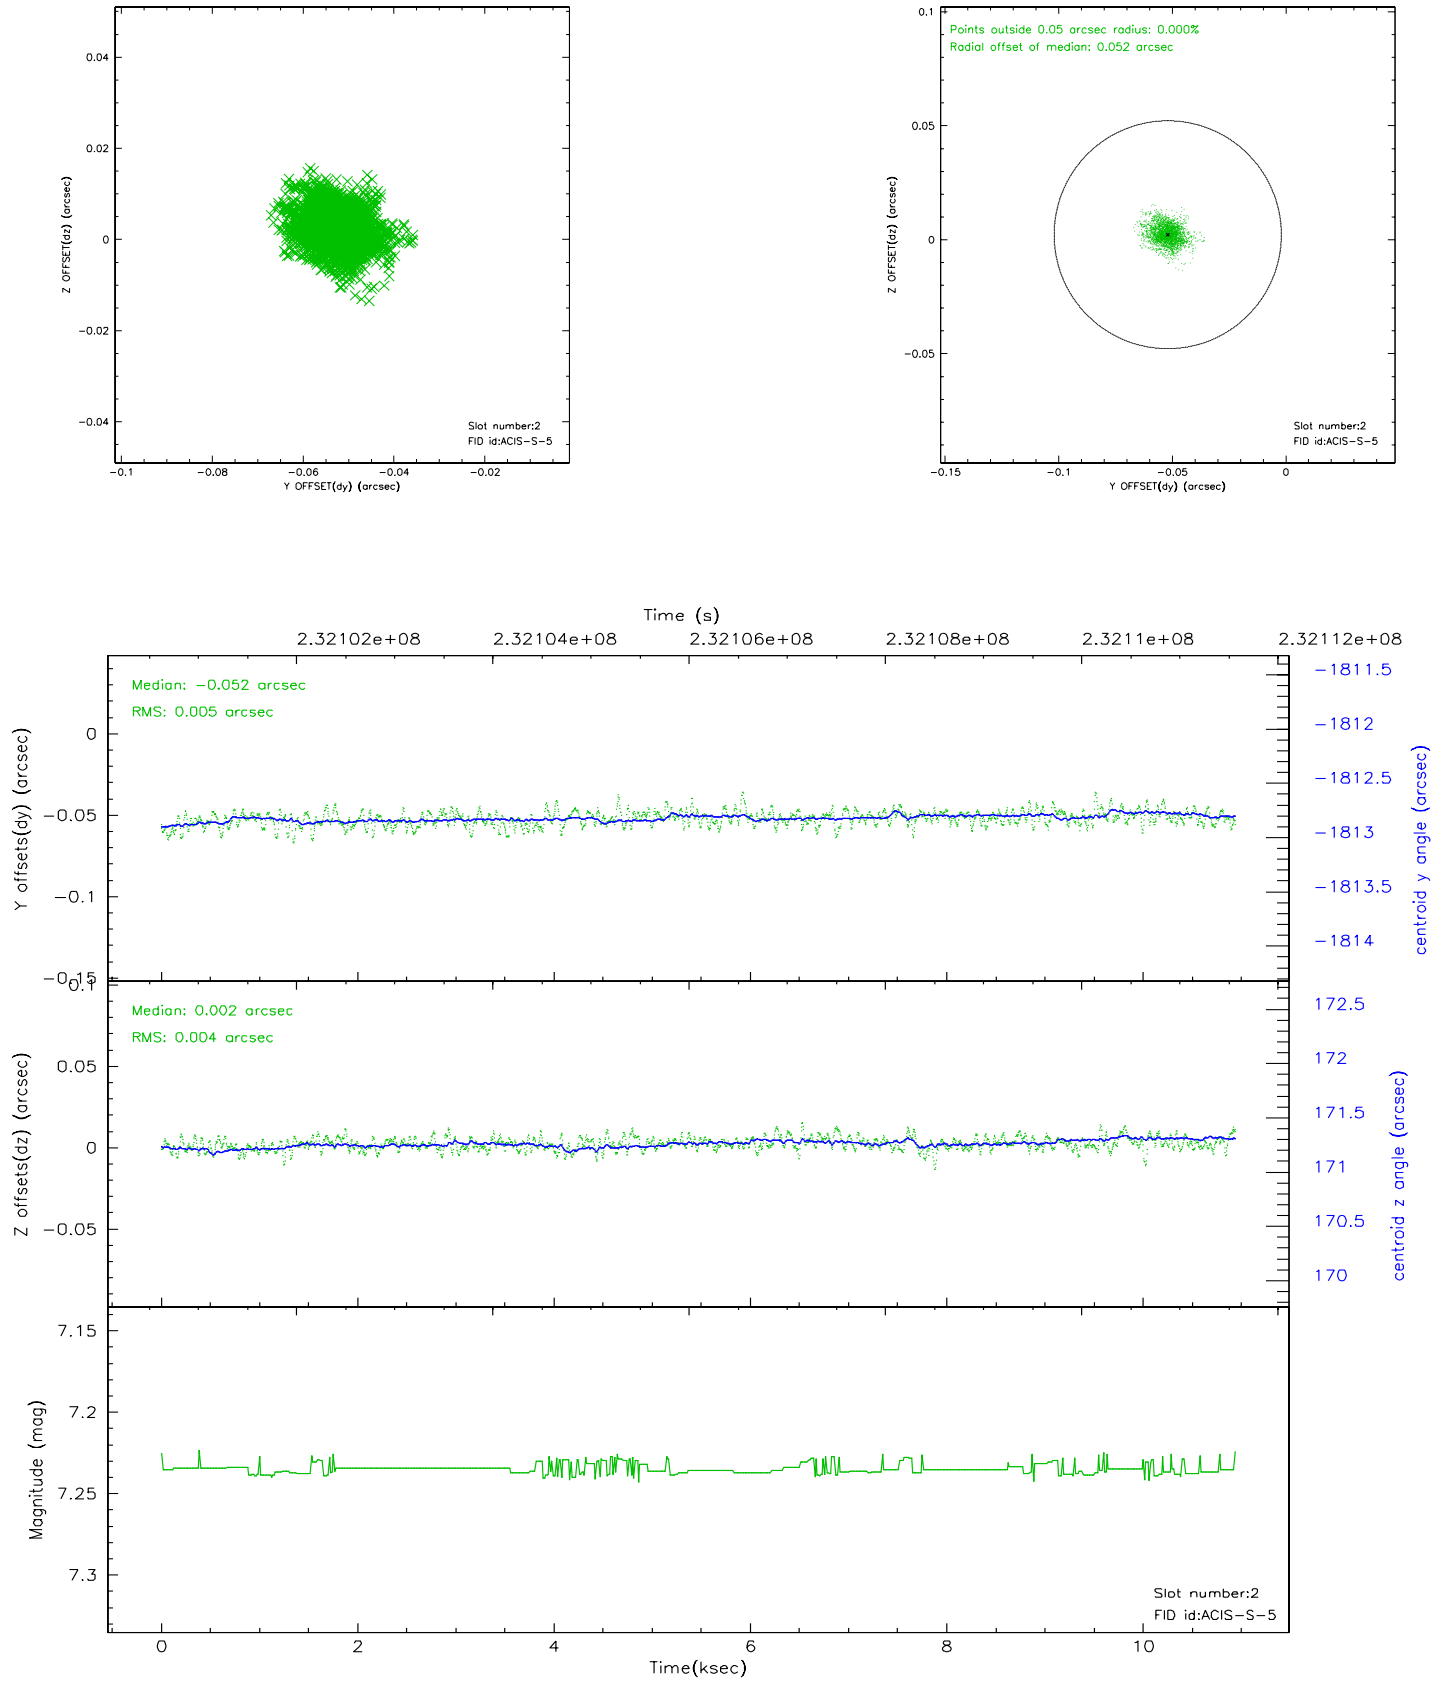 0.04
0.02
0
−0.02
−0.04
Z OFFSET(dz) (arcsec)
Slot number:2
FID id:ACIS−S−5
−0.1
−0.08
−0.06
−0.04
−0.02
Y OFFSET(dy) (arcsec)
Points outside 0.05 arcsec radius: 0.000%
Radial offset of median: 0.052 arcsec
0.1
0.05
0
−0.05
Z OFFSET(dz) (arcsec)
Slot number:2
FID id:ACIS−S−5
−0.15
−0.1
−0.05
0
Y OFFSET(dy) (arcsec)
Time (s)
2.32102e+08
2.32104e+08
2.32106e+08
2.32108e+08
2.3211e+08
2.32112e+08
Median: −0.052 arcsec
RMS: 0.005 arcsec
0
−0.05
−0.1
−0.15
Y offsets(dy) (arcsec)
−1811.5
−1812
−1812.5
−1813
−1813.5
−1814
centroid y angle (arcsec)
Median: 0.002 arcsec
RMS: 0.004 arcsec
0.1
0.05
0
−0.05
Z offsets(dz) (arcsec)
172.5
172
171.5
171
170.5
170
centroid z angle (arcsec)
7.15
7.2
7.25
7.3
Magnitude (mag)
Slot number:2
FID id:ACIS−S−5
0
2
4
6
8
10
Time(ksec)